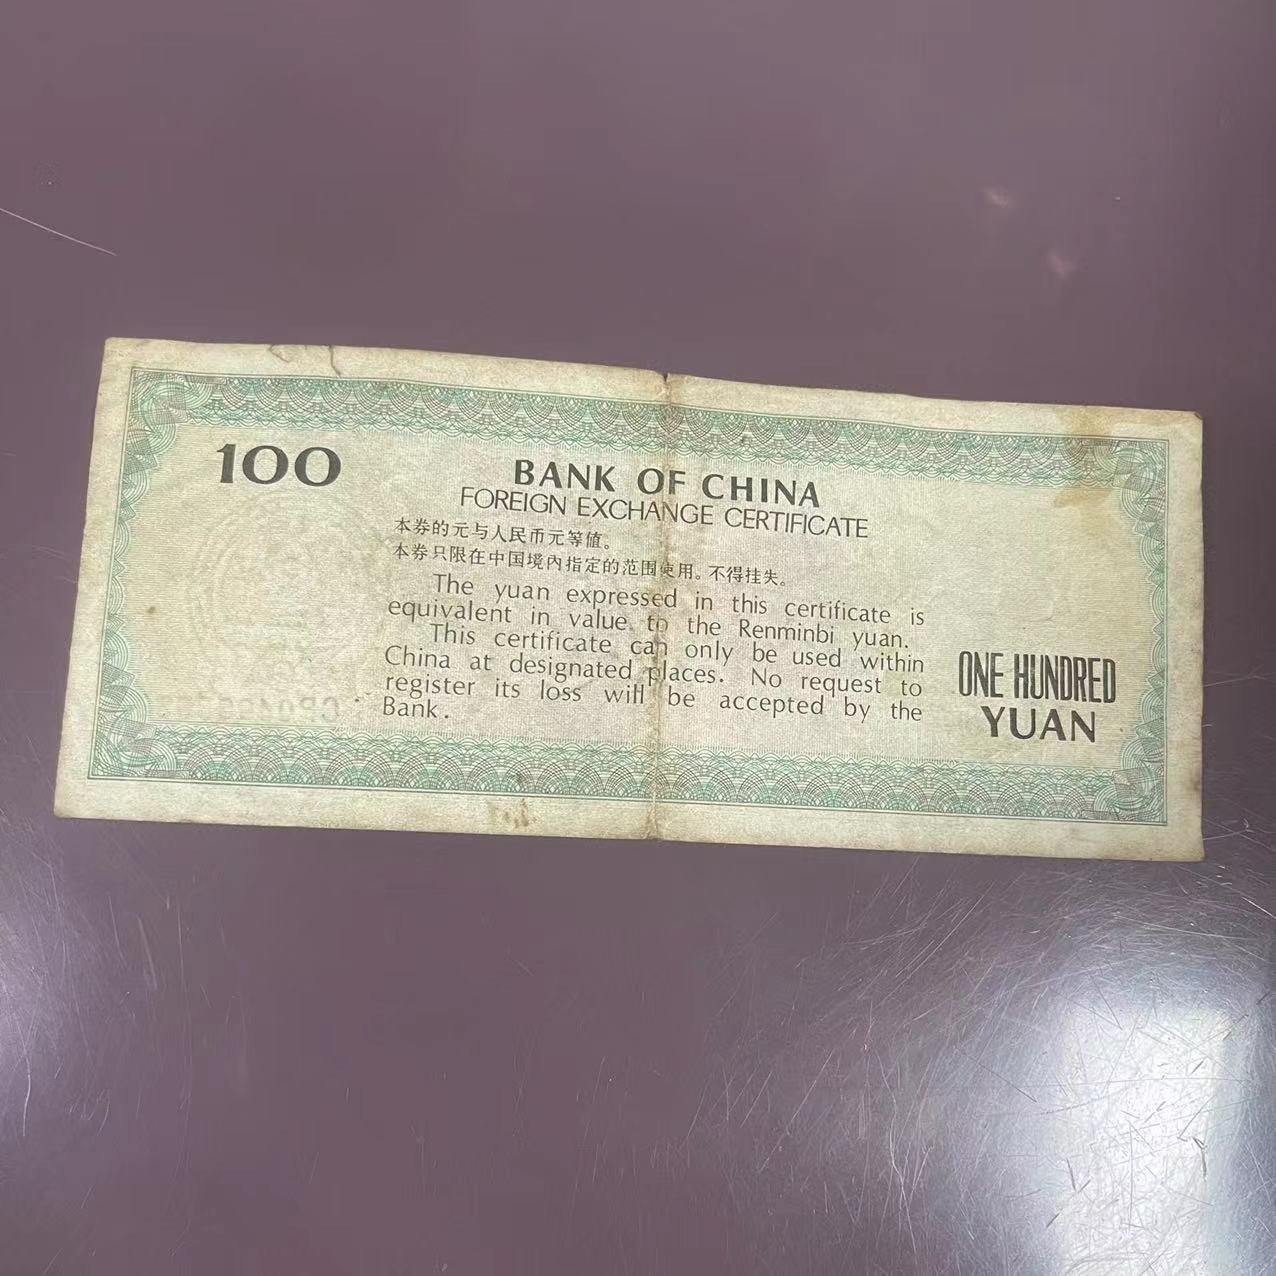 100
BANK OF CHINA
FOREIGN EXCHANGE CERTIFICATE
本券的元与人民币元等値。
本券只限在中国境内指定的范围使用。不得挂失。
The yuan expressed in this certificate is
equivalent in value to the Renminbi yuan.
This certificate can only be used within
China at designated places. No request to
register its loss will be accepted by the
Bank.
ONE HUNDRED
YUAN